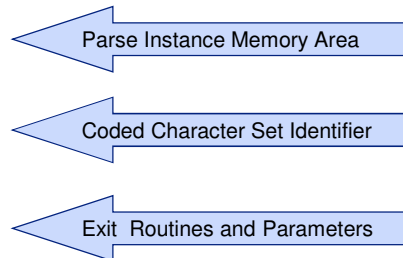 Parse Instance Memory Area
Coded Character Set Identifier
Exit Routines and Parameters